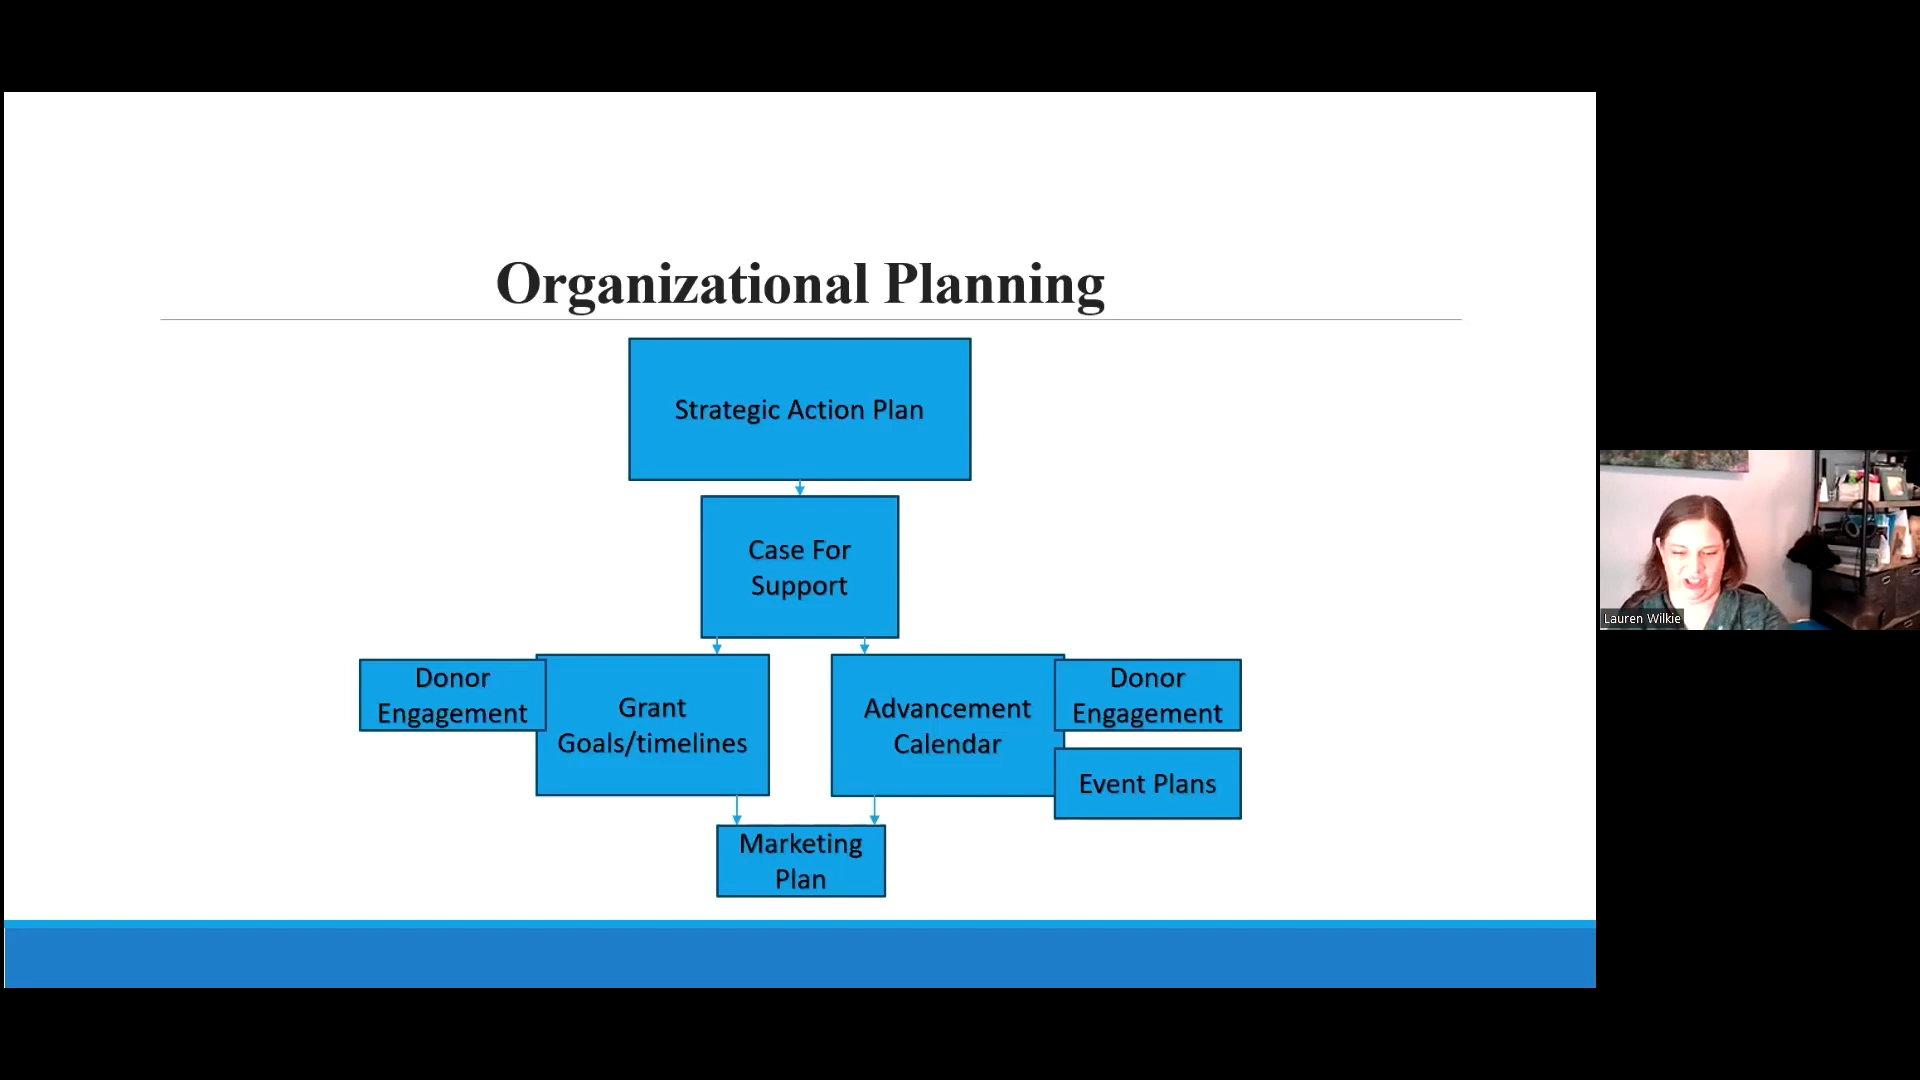 Organizational Planning
Strategic Action Plan
Case For
Support
Donor
Engagement
Grant
Goals/timelines
Advancement
Calendar
Donor
Engagement
Event Plans
Marketing
Plan
Lauren Wilkie